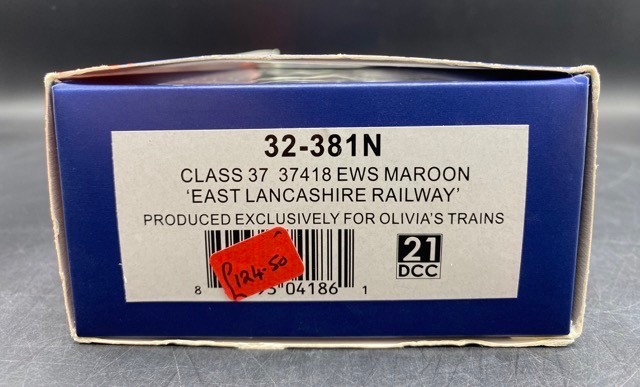 32-381N
CLASS 37 37418 EWS MAROON
‘EAST LANCASHIRE RAILWAY’
PRODUCED EXCLUSIVELY FOR OLIVIA'S TRAINS
124-50
21
DCC
8 04186 1